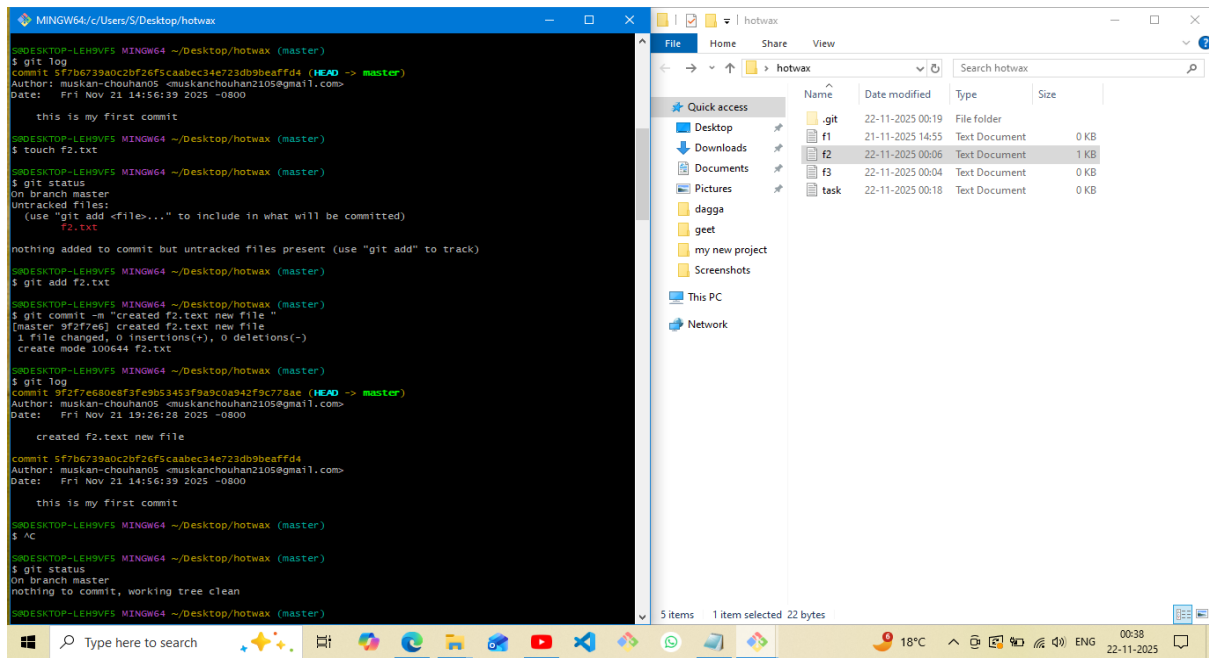 MINGW64:/c/Users/S/Desktop/hotwax
S@DESKTOP-LEH9VF5 MINGW64 ~/Desktop/hotwax (master)
$ git log
commit 5f7b6739a0c2bf26f5caabec34e723db9beaffd4 (HEAD -> master)
Author: muskan-chouhan05 <muskanchouhan2105@gmail.com>
Date:   Fri Nov 21 14:56:39 2025 -0800
this is my first commit
S@DESKTOP-LEH9VF5 MINGW64 ~/Desktop/hotwax (master)
$ touch f2.txt
S@DESKTOP-LEH9VF5 MINGW64 ~/Desktop/hotwax (master)
$ git status
On branch master
Untracked files:
(use "git add <file>..." to include in what will be committed)
f2.txt
nothing added to commit but untracked files present (use "git add" to track)
S@DESKTOP-LEH9VF5 MINGW64 ~/Desktop/hotwax (master)
$ git add f2.txt
S@DESKTOP-LEH9VF5 MINGW64 ~/Desktop/hotwax (master)
$ git commit -m "created f2.text new file "
[master 9f2f7e6] created f2.text new file
1 file changed, 0 insertions(+), 0 deletions(-)
create mode 100644 f2.txt
S@DESKTOP-LEH9VF5 MINGW64 ~/Desktop/hotwax (master)
$ git log
commit 9f2f7e680e8f3fe9b53453f9a9c0a942f9c778ae (HEAD -> master)
Author: muskan-chouhan05 <muskanchouhan2105@gmail.com>
Date:   Fri Nov 21 19:26:28 2025 -0800
created f2.text new file
commit 5f7b6739a0c2bf26f5caabec34e723db9beaffd4
Author: muskan-chouhan05 <muskanchouhan2105@gmail.com>
Date:   Fri Nov 21 14:56:39 2025 -0800
this is my first commit
S@DESKTOP-LEH9VF5 MINGW64 ~/Desktop/hotwax (master)
$ ^C
S@DESKTOP-LEH9VF5 MINGW64 ~/Desktop/hotwax (master)
$ git status
On branch master
nothing to commit, working tree clean
S@DESKTOP-LEH9VF5 MINGW64 ~/Desktop/hotwax (master)
hotwax
File Home Share View
hotwax
Search hotwax
Quick access
Desktop
Downloads
Documents
Pictures
dagga
geet
my new project
Screenshots
This PC
Network
Name Date modified Type Size
.git 22-11-2025 00:19 File folder
f1 21-11-2025 14:55 Text Document 0 KB
f2 22-11-2025 00:06 Text Document 1 KB
f3 22-11-2025 00:04 Text Document 0 KB
task 22-11-2025 00:18 Text Document 0 KB
5 items 1 item selected 22 bytes
Type here to search
6
18°C
ENG
00:38
22-11-2025